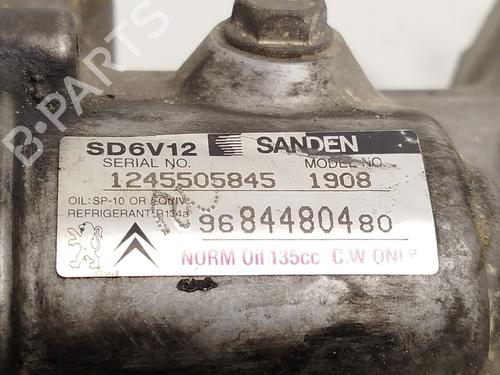 B-PARTS
SD6V12 SANDEN
SERIAL NO. MODEL NO.
1245505845 1908
OIL: SP-10 OR EQUIV.
REFRIGERANT: R134a
9684480480
NORM Oil 135cc C.W ONLY